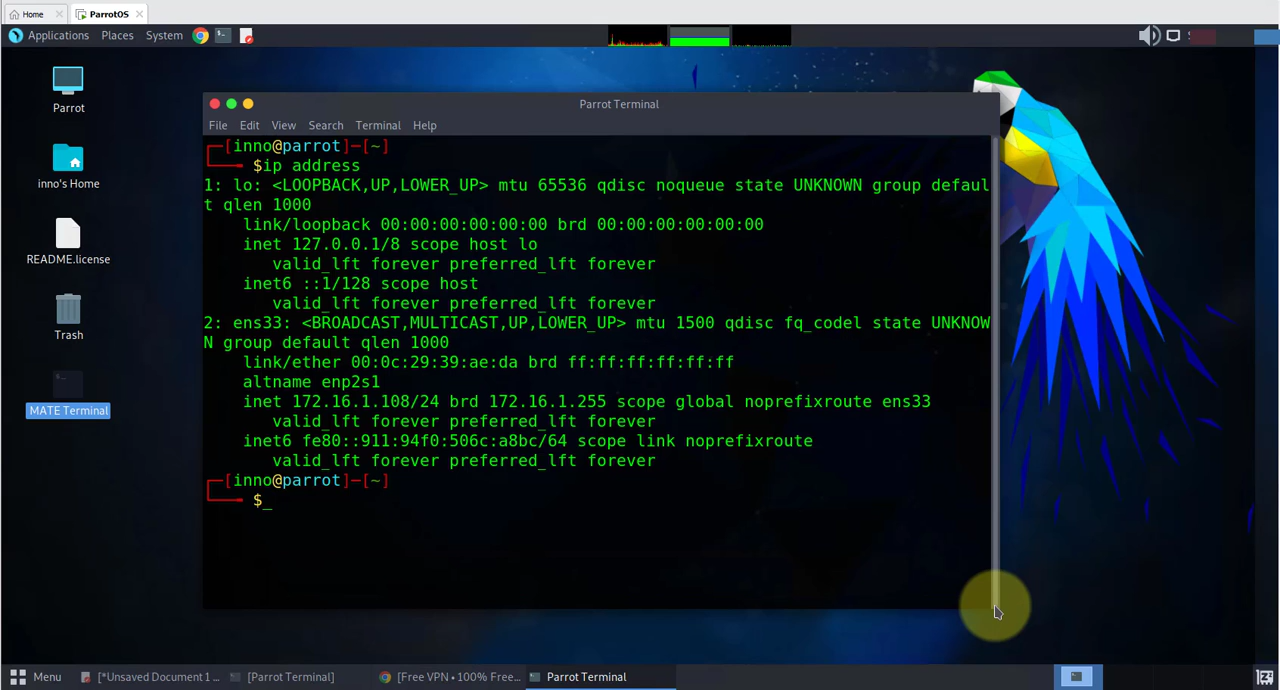 Home
ParrotOS
Applications Places System
Parrot
inno's Home
README.license
Trash
MATE Terminal
Parrot Terminal
File Edit View Search Terminal Help
┌─[inno@parrot]─[~]
└──╼ $ip address
1: lo: <LOOPBACK,UP,LOWER_UP> mtu 65536 qdisc noqueue state UNKNOWN group defaul
t qlen 1000
link/loopback 00:00:00:00:00:00 brd 00:00:00:00:00:00
inet 127.0.0.1/8 scope host lo
valid_lft forever preferred_lft forever
inet6 ::1/128 scope host
valid_lft forever preferred_lft forever
2: ens33: <BROADCAST,MULTICAST,UP,LOWER_UP> mtu 1500 qdisc fq_codel state UNKNOW
N group default qlen 1000
link/ether 00:0c:29:39:ae:da brd ff:ff:ff:ff:ff:ff
altname enp2s1
inet 172.16.1.108/24 brd 172.16.1.255 scope global noprefixroute ens33
valid_lft forever preferred_lft forever
inet6 fe80::911:94f0:506c:a8bc/64 scope link noprefixroute
valid_lft forever preferred_lft forever
┌─[inno@parrot]─[~]
└──╼ $_
Menu [*Unsaved Document 1 ... [Parrot Terminal] [Free VPN • 100% Free... Parrot Terminal